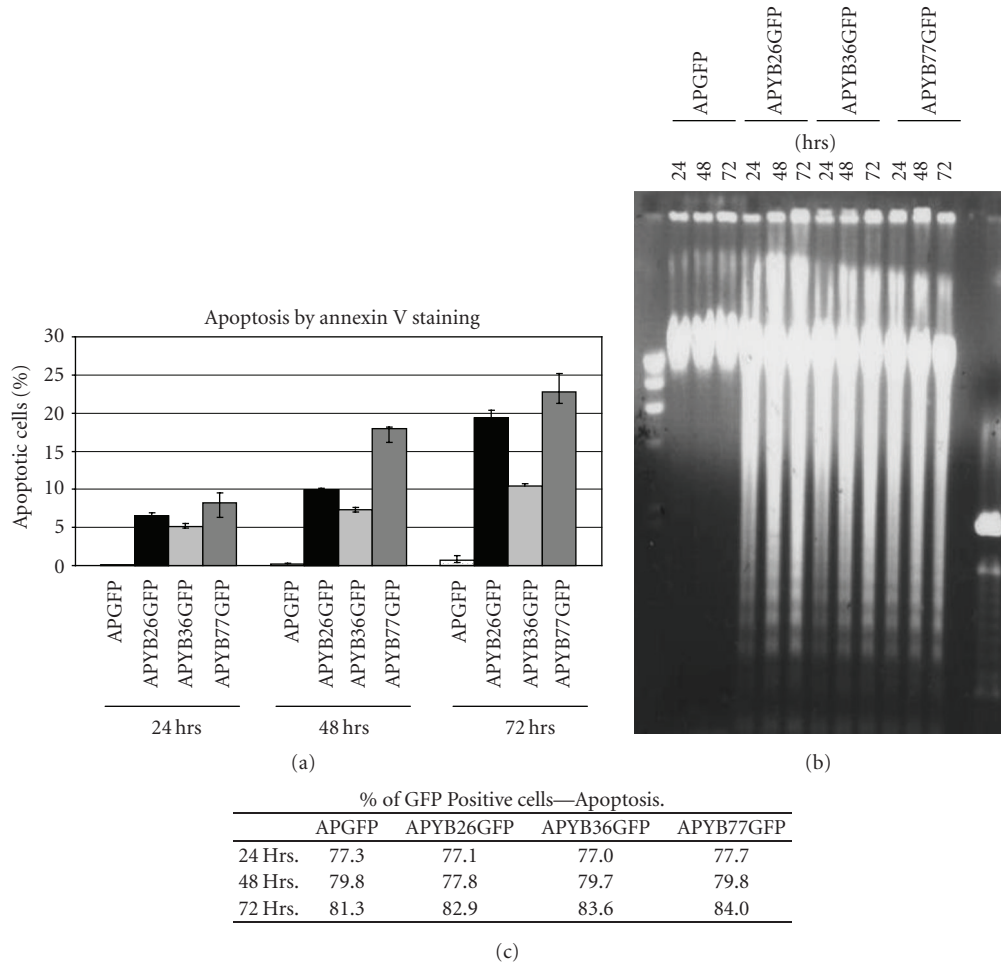 APGFP
APYB26GFP
APYB36GFP
APYB77GFP
(hrs)
24 48 72 24 48 72 24 48 72 24 48 72
Apoptosis by annexin V staining
Apoptotic cells (%)
30
25
20
15
10
5
0
APGFP APYB26GFP APYB36GFP APYB77GFP APGFP APYB26GFP APYB36GFP APYB77GFP APGFP APYB26GFP APYB36GFP APYB77GFP
24 hrs 48 hrs 72 hrs
(a)
(b)
% of GFP Positive cells—Apoptosis.
APGFP APYB26GFP APYB36GFP APYB77GFP
24 Hrs. 77.3 77.1 77.0 77.7
48 Hrs. 79.8 77.8 79.7 79.8
72 Hrs. 81.3 82.9 83.6 84.0
(c)